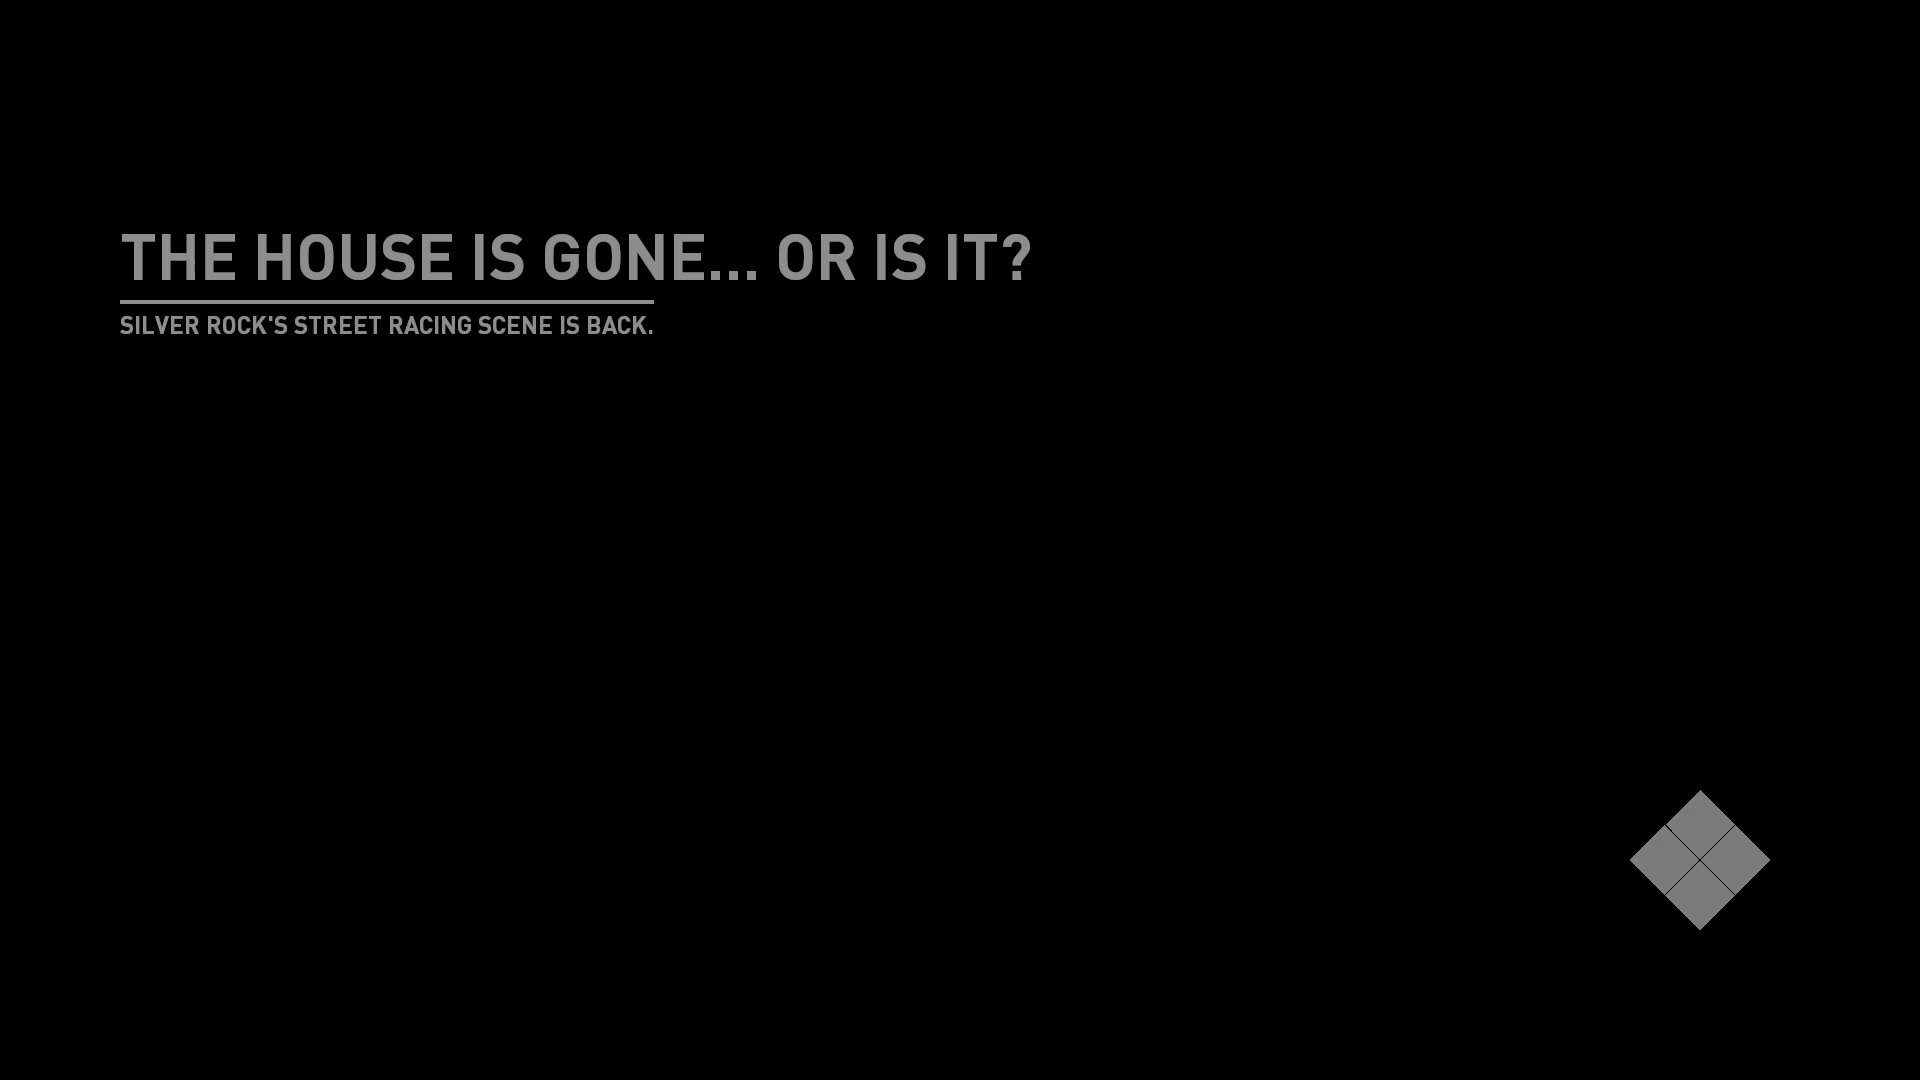 THE HOUSE IS GONE... OR IS IT?
SILVER ROCK'S STREET RACING SCENE IS BACK.